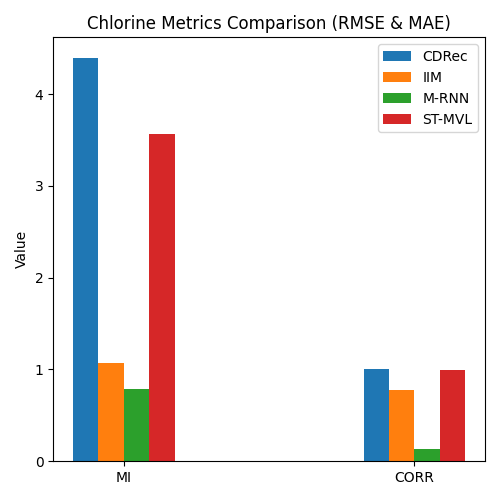 Chlorine Metrics Comparison (RMSE & MAE)
CDRec
IIM
M-RNN
ST-MVL
Value
4
3
2
1
0
MI
CORR